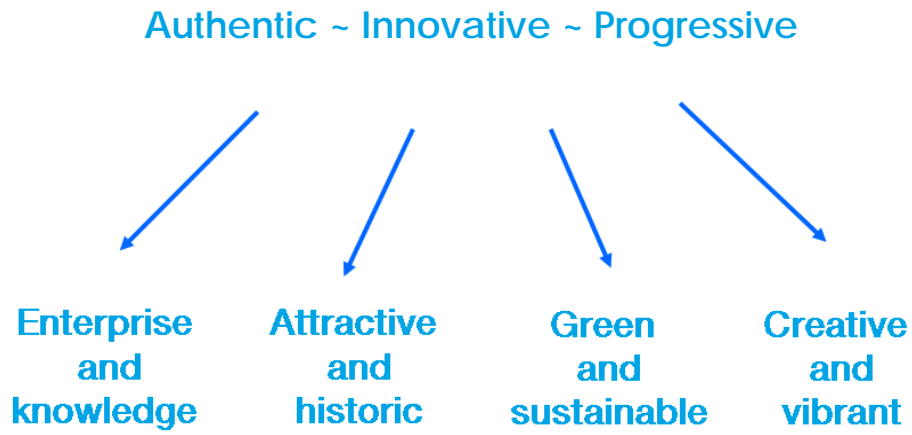 Authentic ~ Innovative ~ Progressive
Enterprise
and
knowledge
Attractive
and
historic
Green
and
sustainable
Creative
and
vibrant